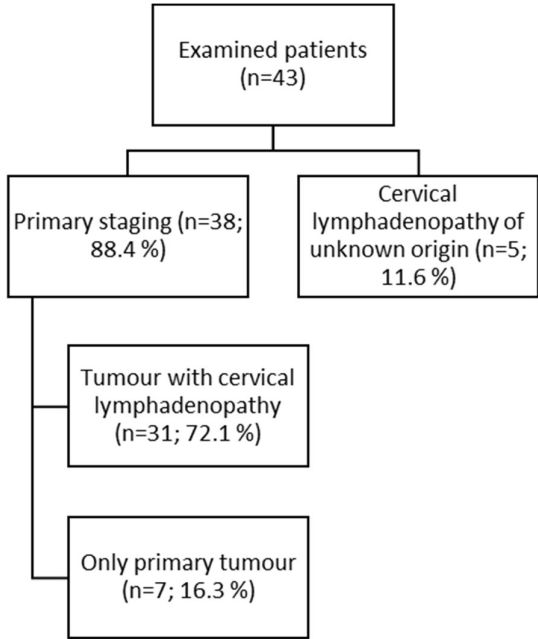 Examined patients
(n=43)
Primary staging (n=38;
88.4 %)
Cervical
lymphadenopathy of
unknown origin (n=5;
11.6 %)
Tumour with cervical
lymphadenopathy
(n=31; 72.1 %)
Only primary tumour
(n=7; 16.3 %)